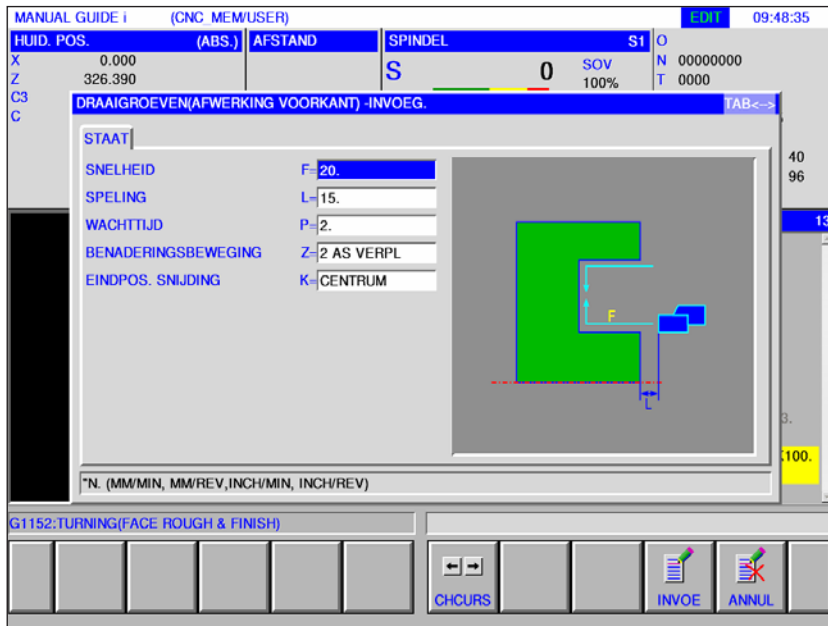 MANUAL GUIDE i (CNC_MEM/USER) EDIT 09:48:35
HUID. POS. (ABS.) AFSTAND SPINDEL S1 O
X 0.000 N 00000000
Z 326.390 S 0 SOV 100% T 0000
C3
C
DRAAIGROEVEN(AFWERKING VOORKANT) -INVOEG. TAB<-->
STAAT
SNELHEID F=20.
SPELING L=15.
WACHTTIJD P=2.
BENADERINGSBEWEGING Z=2 AS VERPL
EINDPOS. SNIJDING K=CENTRUM
F
L
40
96
13
3.
100.
"N. (MM/MIN, MM/REV,INCH/MIN, INCH/REV)
G1152:TURNING(FACE ROUGH & FINISH)
CHCURS INVOE ANNUL